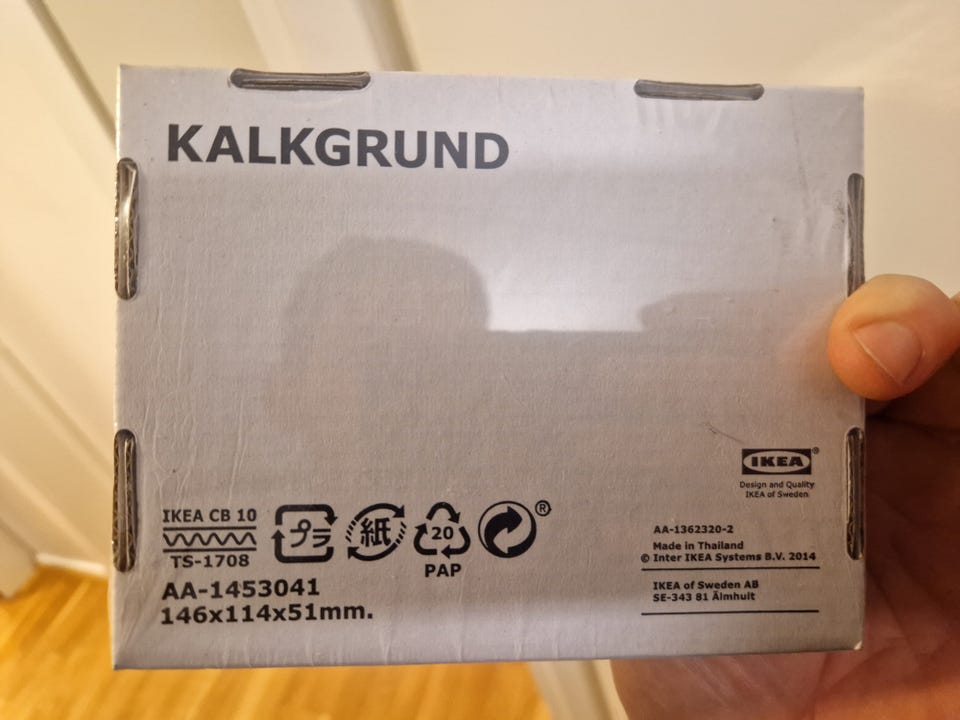 KALKGRUND
IKEA®
Design and Quality
IKEA of Sweden
IKEA CB 10
TS-1708
プラ
紙
20
PAP
®
AA-1453041
146x114x51mm.
AA-1362320-2
Made in Thailand
© Inter IKEA Systems B.V. 2014
IKEA of Sweden AB
SE-343 81 Älmhult